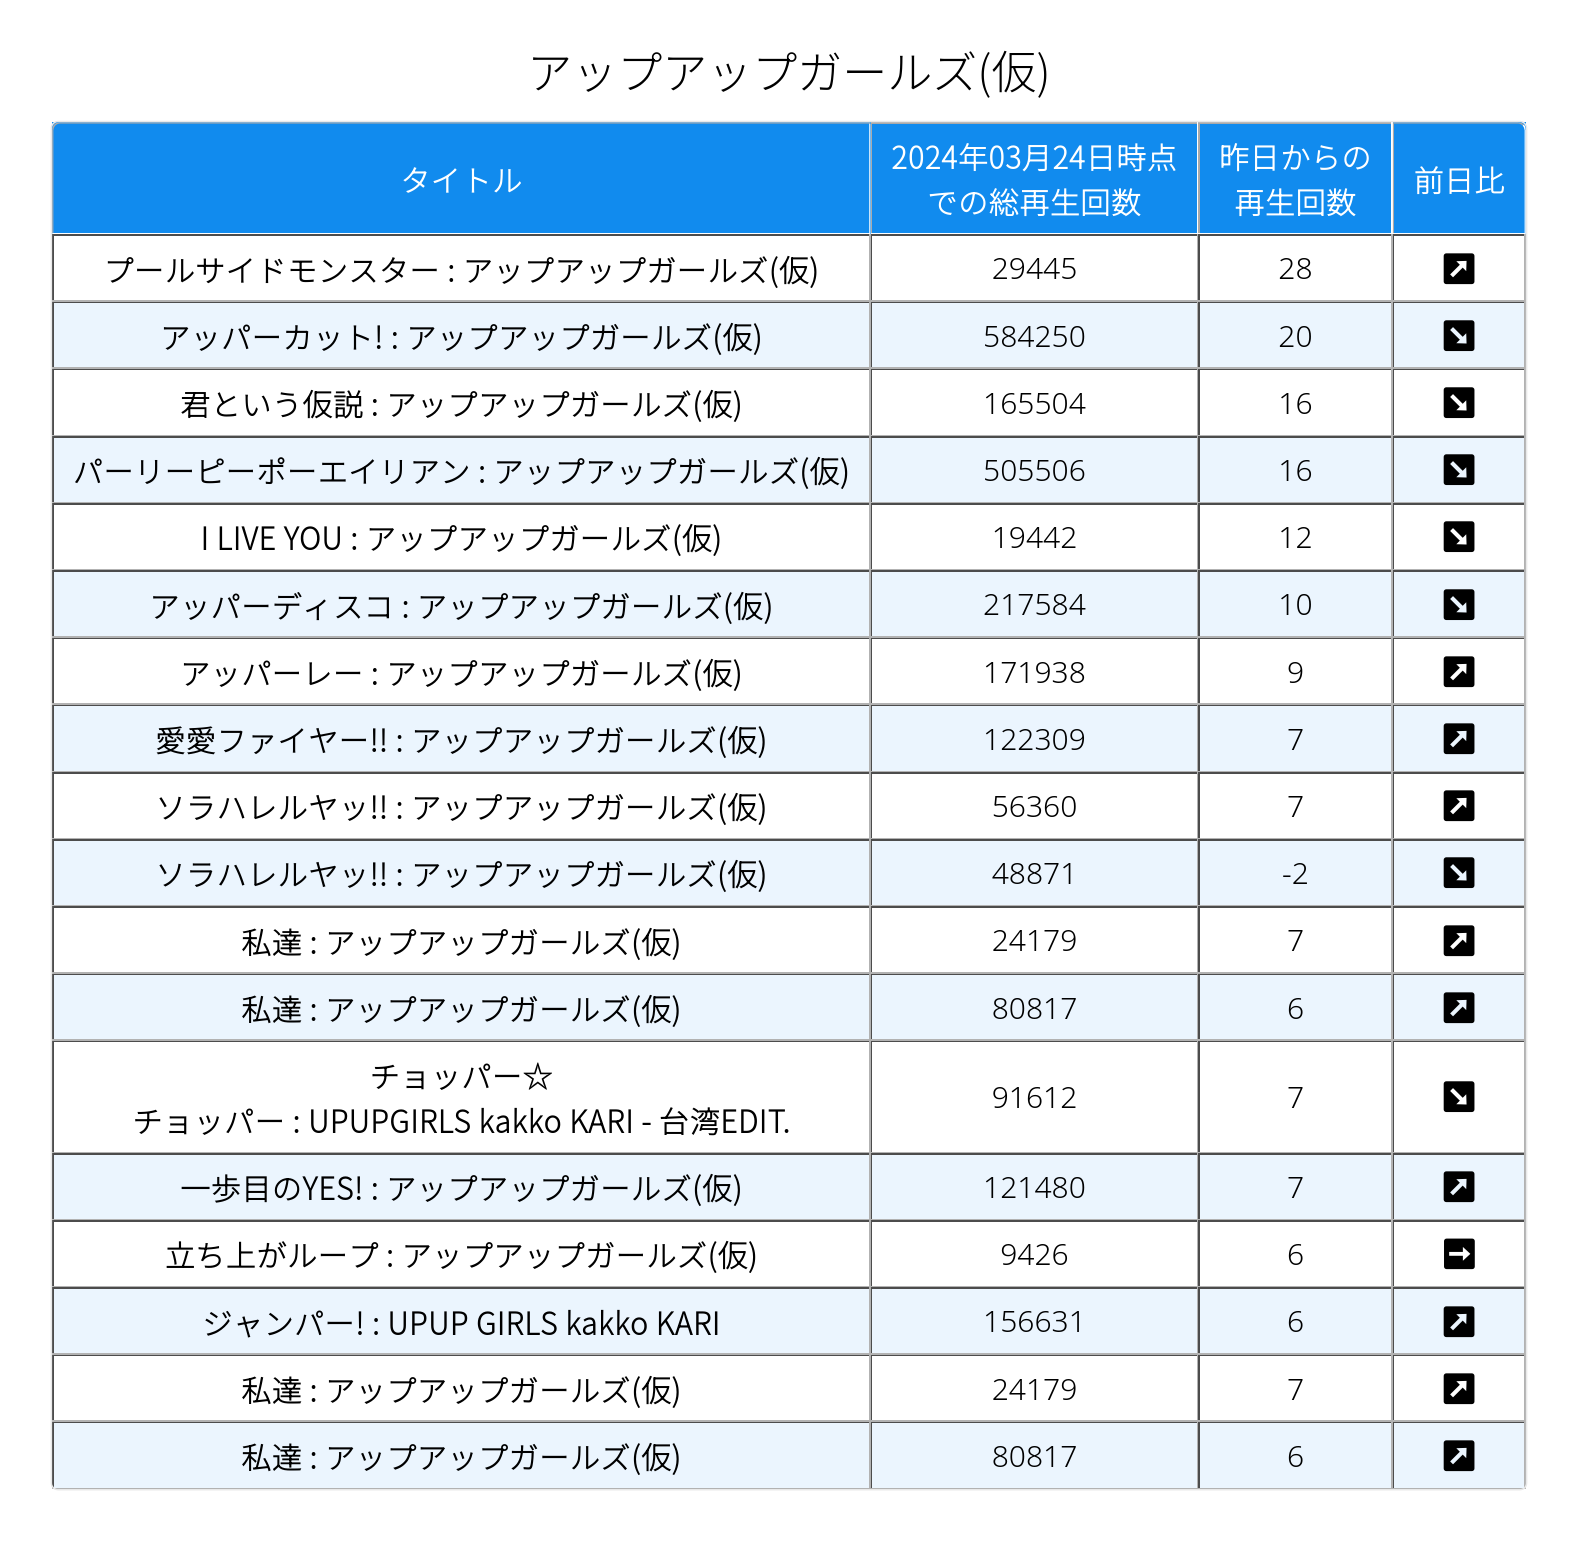 アップアップガールズ(仮)
タイトル
2024年03月24日時点
での総再生回数
昨日からの
再生回数
前日比
プールサイドモンスター : アップアップガールズ(仮) 29445 28 ↗
アッパーカット! : アップアップガールズ(仮) 584250 20 ↘
君という仮説 : アップアップガールズ(仮) 165504 16 ↘
パーリーピーポーエイリアン : アップアップガールズ(仮) 505506 16 ↘
I LIVE YOU : アップアップガールズ(仮) 19442 12 ↘
アッパーディスコ : アップアップガールズ(仮) 217584 10 ↘
アッパーレー : アップアップガールズ(仮) 171938 9 ↗
愛愛ファイヤー!! : アップアップガールズ(仮) 122309 7 ↗
ソラハレルヤッ!! : アップアップガールズ(仮) 56360 7 ↗
ソラハレルヤッ!! : アップアップガールズ(仮) 48871 -2 ↘
私達 : アップアップガールズ(仮) 24179 7 ↗
私達 : アップアップガールズ(仮) 80817 6 ↗
チョッパー☆
チョッパー : UPUPGIRLS kakko KARI - 台湾EDIT. 91612 7 ↘
一歩目のYES! : アップアップガールズ(仮) 121480 7 ↗
立ち上がループ : アップアップガールズ(仮) 9426 6 →
ジャンパー! : UPUP GIRLS kakko KARI 156631 6 ↗
私達 : アップアップガールズ(仮) 24179 7 ↗
私達 : アップアップガールズ(仮) 80817 6 ↗